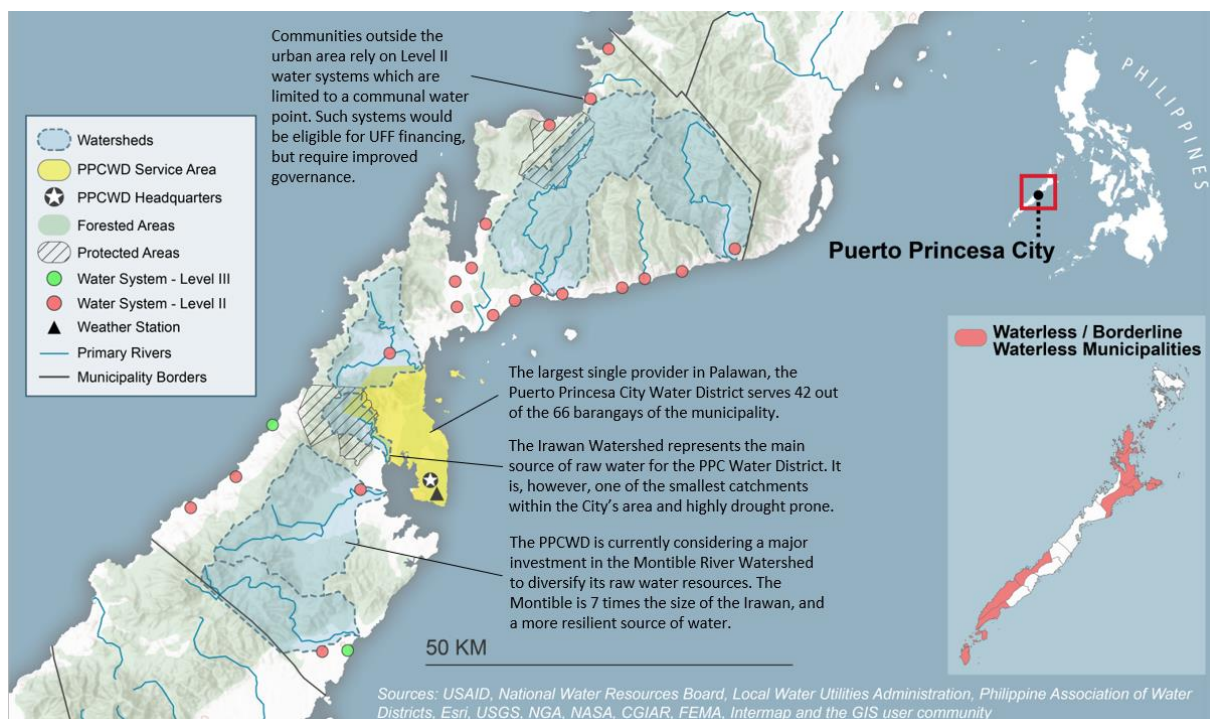 Communities outside the
urban area rely on Level II
water systems which are
limited to a communal water
point. Such systems would
be eligible for UFF financing,
but require improved
governance.
Watersheds
PPCWD Service Area
PPCWD Headquarters
Forested Areas
Protected Areas
Water System - Level III
Water System - Level II
Weather Station
Primary Rivers
Municipality Borders
PHILIPPINES
Puerto Princesa City
Waterless / Borderline
Waterless Municipalities
The largest single provider in Palawan, the
Puerto Princesa City Water District serves 42 out
of the 66 barangays of the municipality.
The Irawan Watershed represents the main
source of raw water for the PPC Water District. It
is, however, one of the smallest catchments
within the City's area and highly drought prone.
The PPCWD is currently considering a major
investment in the Montible River Watershed
to diversify its raw water resources. The
Montible is 7 times the size of the Irawan, and
a more resilient source of water.
50 KM
Sources: USAID, National Water Resources Board, Local Water Utilities Administration, Philippine Association of Water
Districts, Esri, USGS, NGA, NASA, CGIAR, FEMA, Intermap and the GIS user community